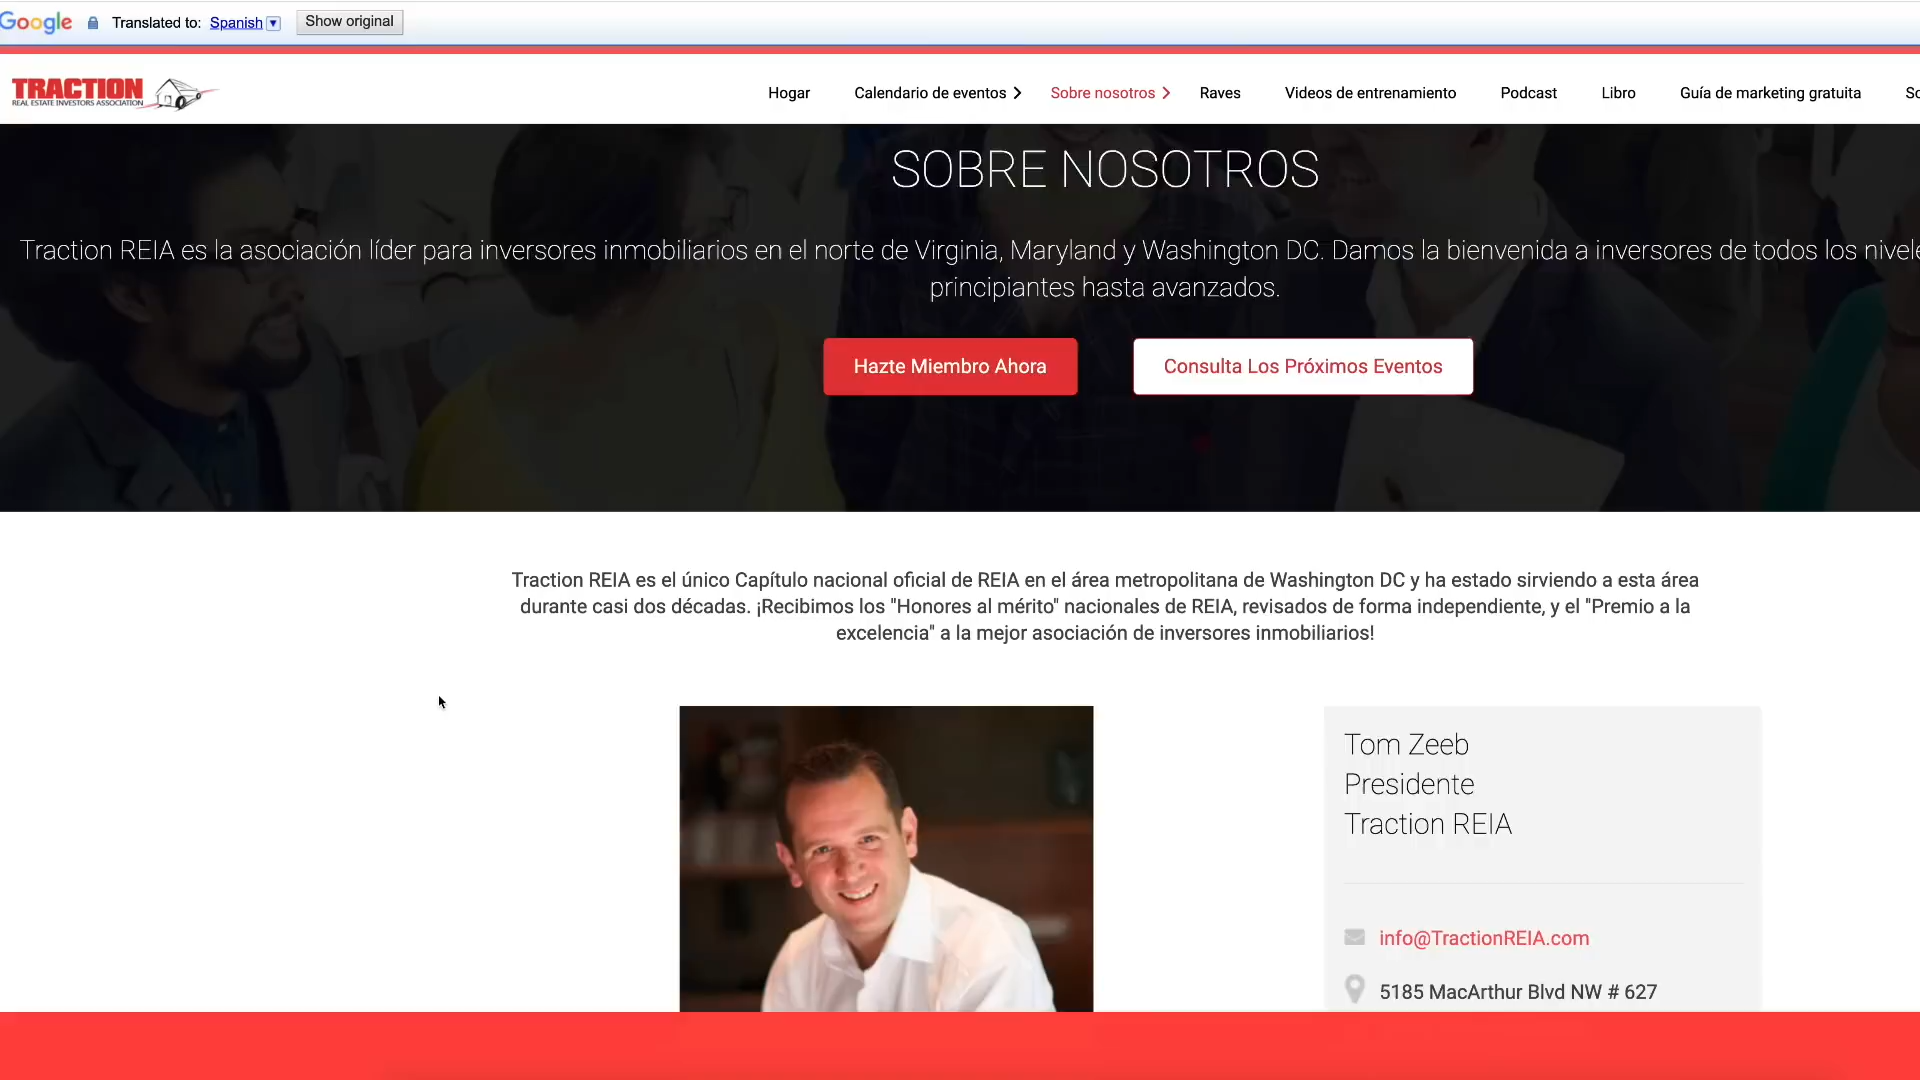 Google Translated to: Spanish Show original
TRACTION
REAL ESTATE INVESTORS ASSOCIATION
Hogar Calendario de eventos Sobre nosotros Raves Videos de entrenamiento Podcast Libro Guía de marketing gratuita
SOBRE NOSOTROS
Traction REIA es la asociación líder para inversores inmobiliarios en el norte de Virginia, Maryland y Washington DC. Damos la bienvenida a inversores de todos los
principiantes hasta avanzados.
Hazte Miembro Ahora Consulta Los Próximos Eventos
Traction REIA es el único Capítulo nacional oficial de REIA en el área metropolitana de Washington DC y ha estado sirviendo a esta área
durante casi dos décadas. ¡Recibimos los "Honores al mérito" nacionales de REIA, revisados de forma independiente, y el "Premio a la
excelencia" a la mejor asociación de inversores inmobiliarios!
Tom Zeeb
Presidente
Traction REIA
info@TractionREIA.com
5185 MacArthur Blvd NW # 627